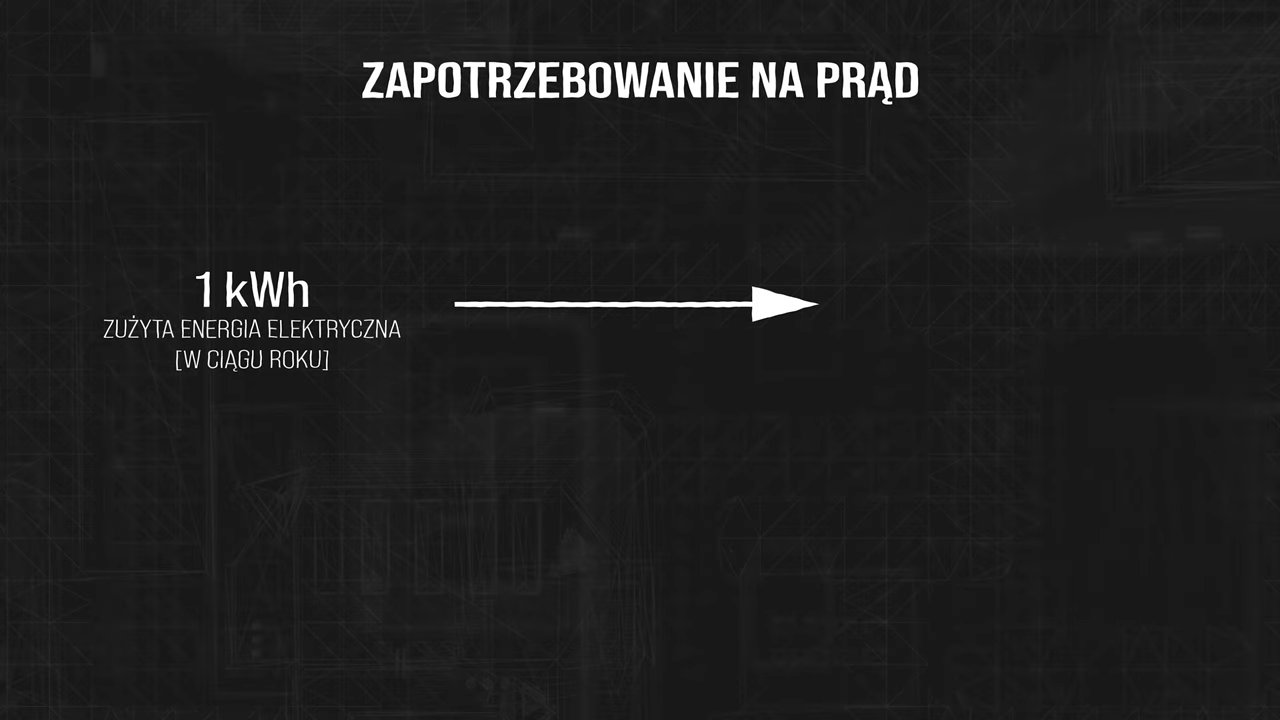 ZAPOTRZEBOWANIE NA PRĄD
1 kWh
ZUŻYTA ENERGIA ELEKTRYCZNA
[W CIĄGU ROKU]